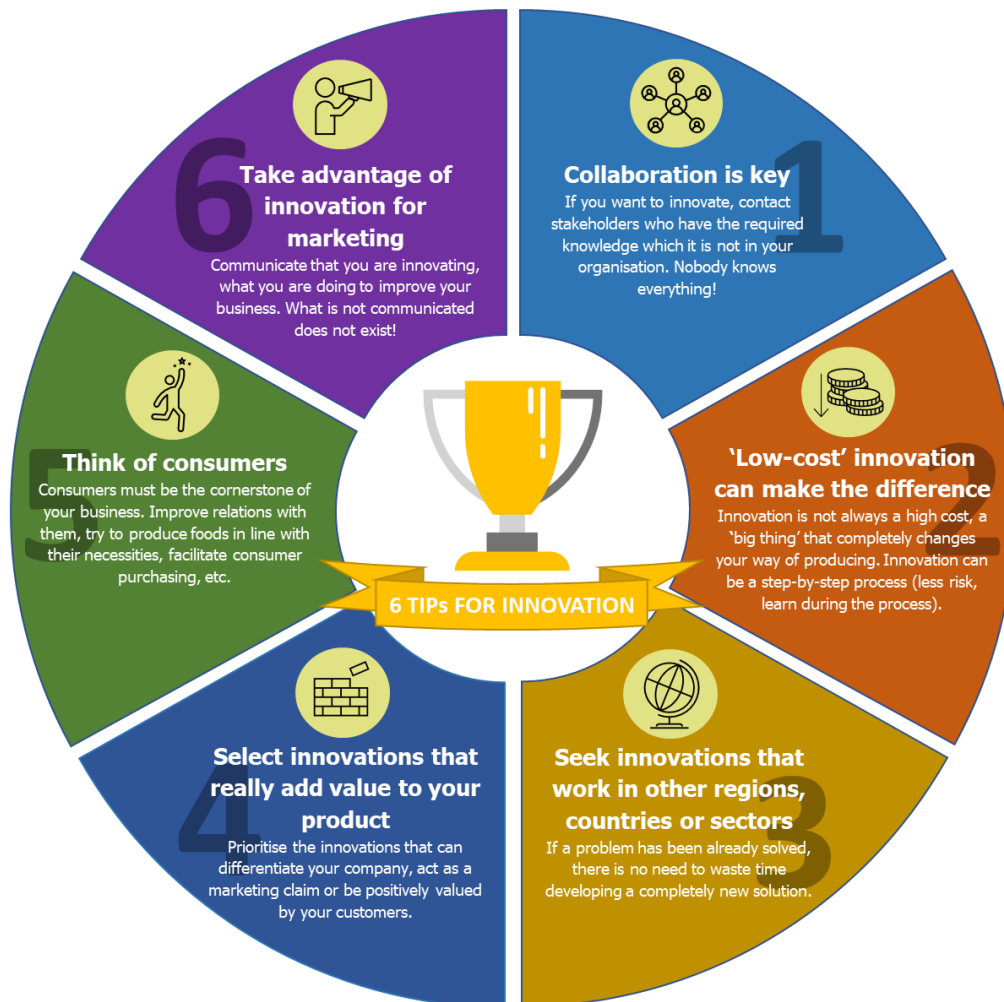 1
Collaboration is key
If you want to innovate, contact
stakeholders who have the required
knowledge which it is not in your
organisation. Nobody knows
everything!
2
‘Low-cost’ innovation
can make the difference
Innovation is not always a high cost, a
‘big thing’ that completely changes
your way of producing. Innovation can
be a step-by-step process (less risk,
learn during the process).
3
Seek innovations that
work in other regions,
countries or sectors
If a problem has been already solved,
there is no need to waste time
developing a completely new solution.
4
Select innovations that
really add value to your
product
Prioritise the innovations that can
differentiate your company, act as a
marketing claim or be positively valued
by your customers.
5
Think of consumers
Consumers must be the cornerstone of
your business. Improve relations with
them, try to produce foods in line with
their necessities, facilitate consumer
purchasing, etc.
6
Take advantage of
innovation for
marketing
Communicate that you are innovating,
what you are doing to improve your
business. What is not communicated
does not exist!
6 TIPs FOR INNOVATION